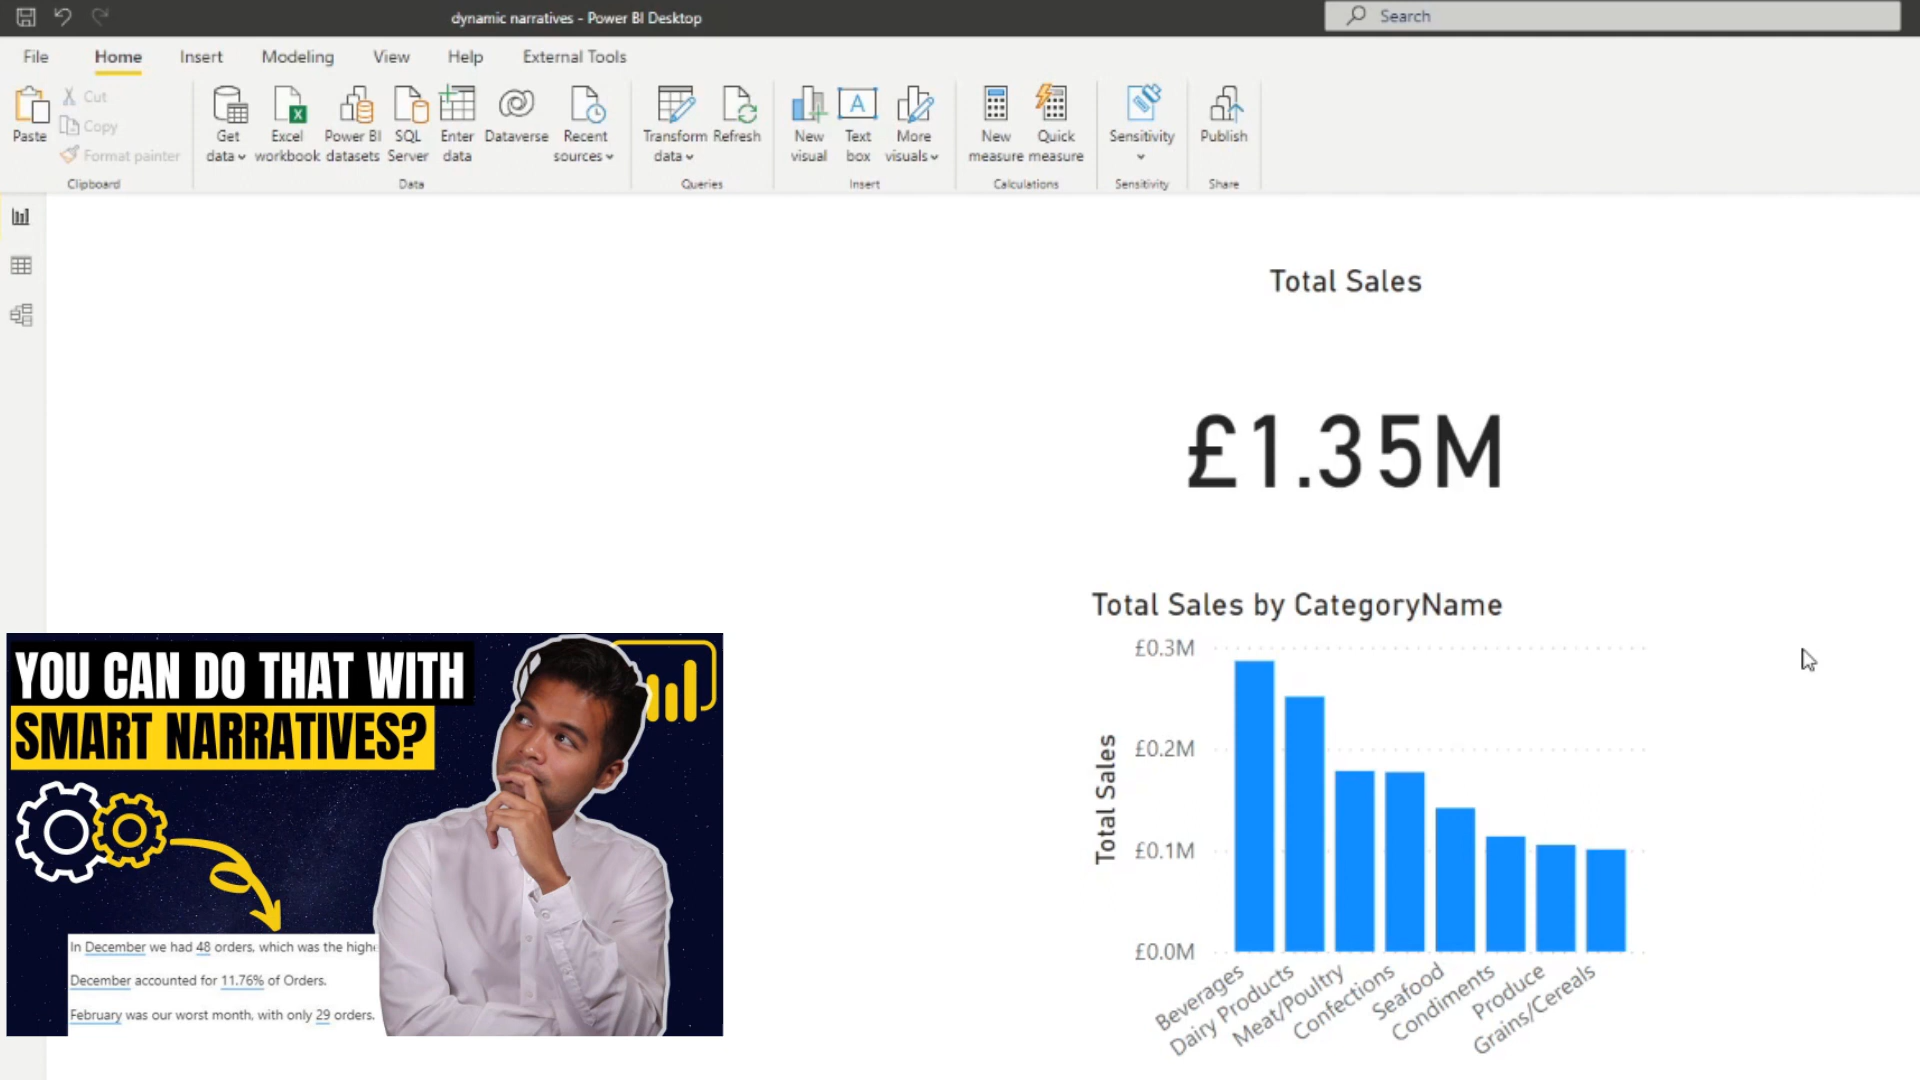 dynamic narratives - Power BI Desktop
Search
File Home Insert Modeling View Help External Tools
Paste
Cut
Copy
Format painter
Clipboard
Get data
Excel workbook
Power BI datasets
SQL Server
Enter data
Dataverse
Recent sources
Data
Transform data
Refresh
Queries
New visual
Text box
More visuals
Insert
New measure
Quick measure
Calculations
Sensitivity
Sensitivity
Publish
Share
Total Sales
£1.35M
Total Sales by CategoryName
Total Sales
£0.3M
£0.2M
£0.1M
£0.0M
Beverages
Dairy Products
Meat/Poultry
Confections
Seafood
Condiments
Produce
Grains/Cereals
YOU CAN DO THAT WITH
SMART NARRATIVES?
In December we had 48 orders, which was the highe
December accounted for 11.76% of Orders.
February was our worst month, with only 29 orders.